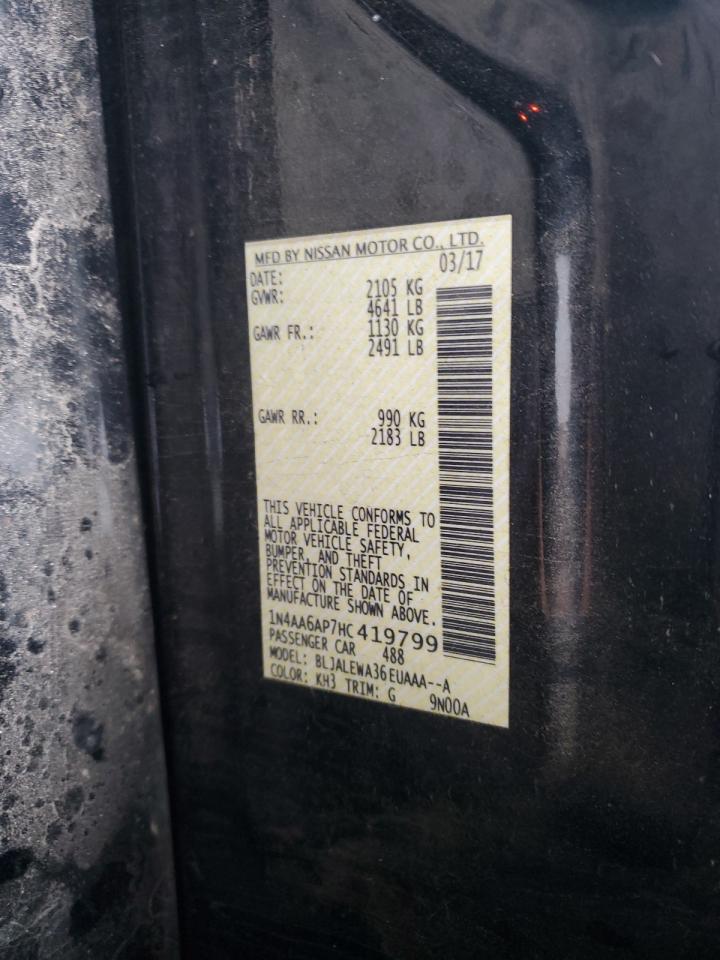 MFD BY NISSAN MOTOR CO., LTD.
DATE: 03/17
GVWR: 2105 KG
4641 LB
GAWR FR.: 1130 KG
2491 LB
GAWR RR.: 990 KG
2183 LB
THIS VEHICLE CONFORMS TO
ALL APPLICABLE FEDERAL
MOTOR VEHICLE SAFETY,
BUMPER, AND THEFT
PREVENTION STANDARDS IN
EFFECT ON THE DATE OF
MANUFACTURE SHOWN ABOVE.
1N4AA6AP7HC419799
PASSENGER CAR 488
MODEL: BLJALEWA36EUAAA--A
COLOR: KH3 TRIM: G 9N00A